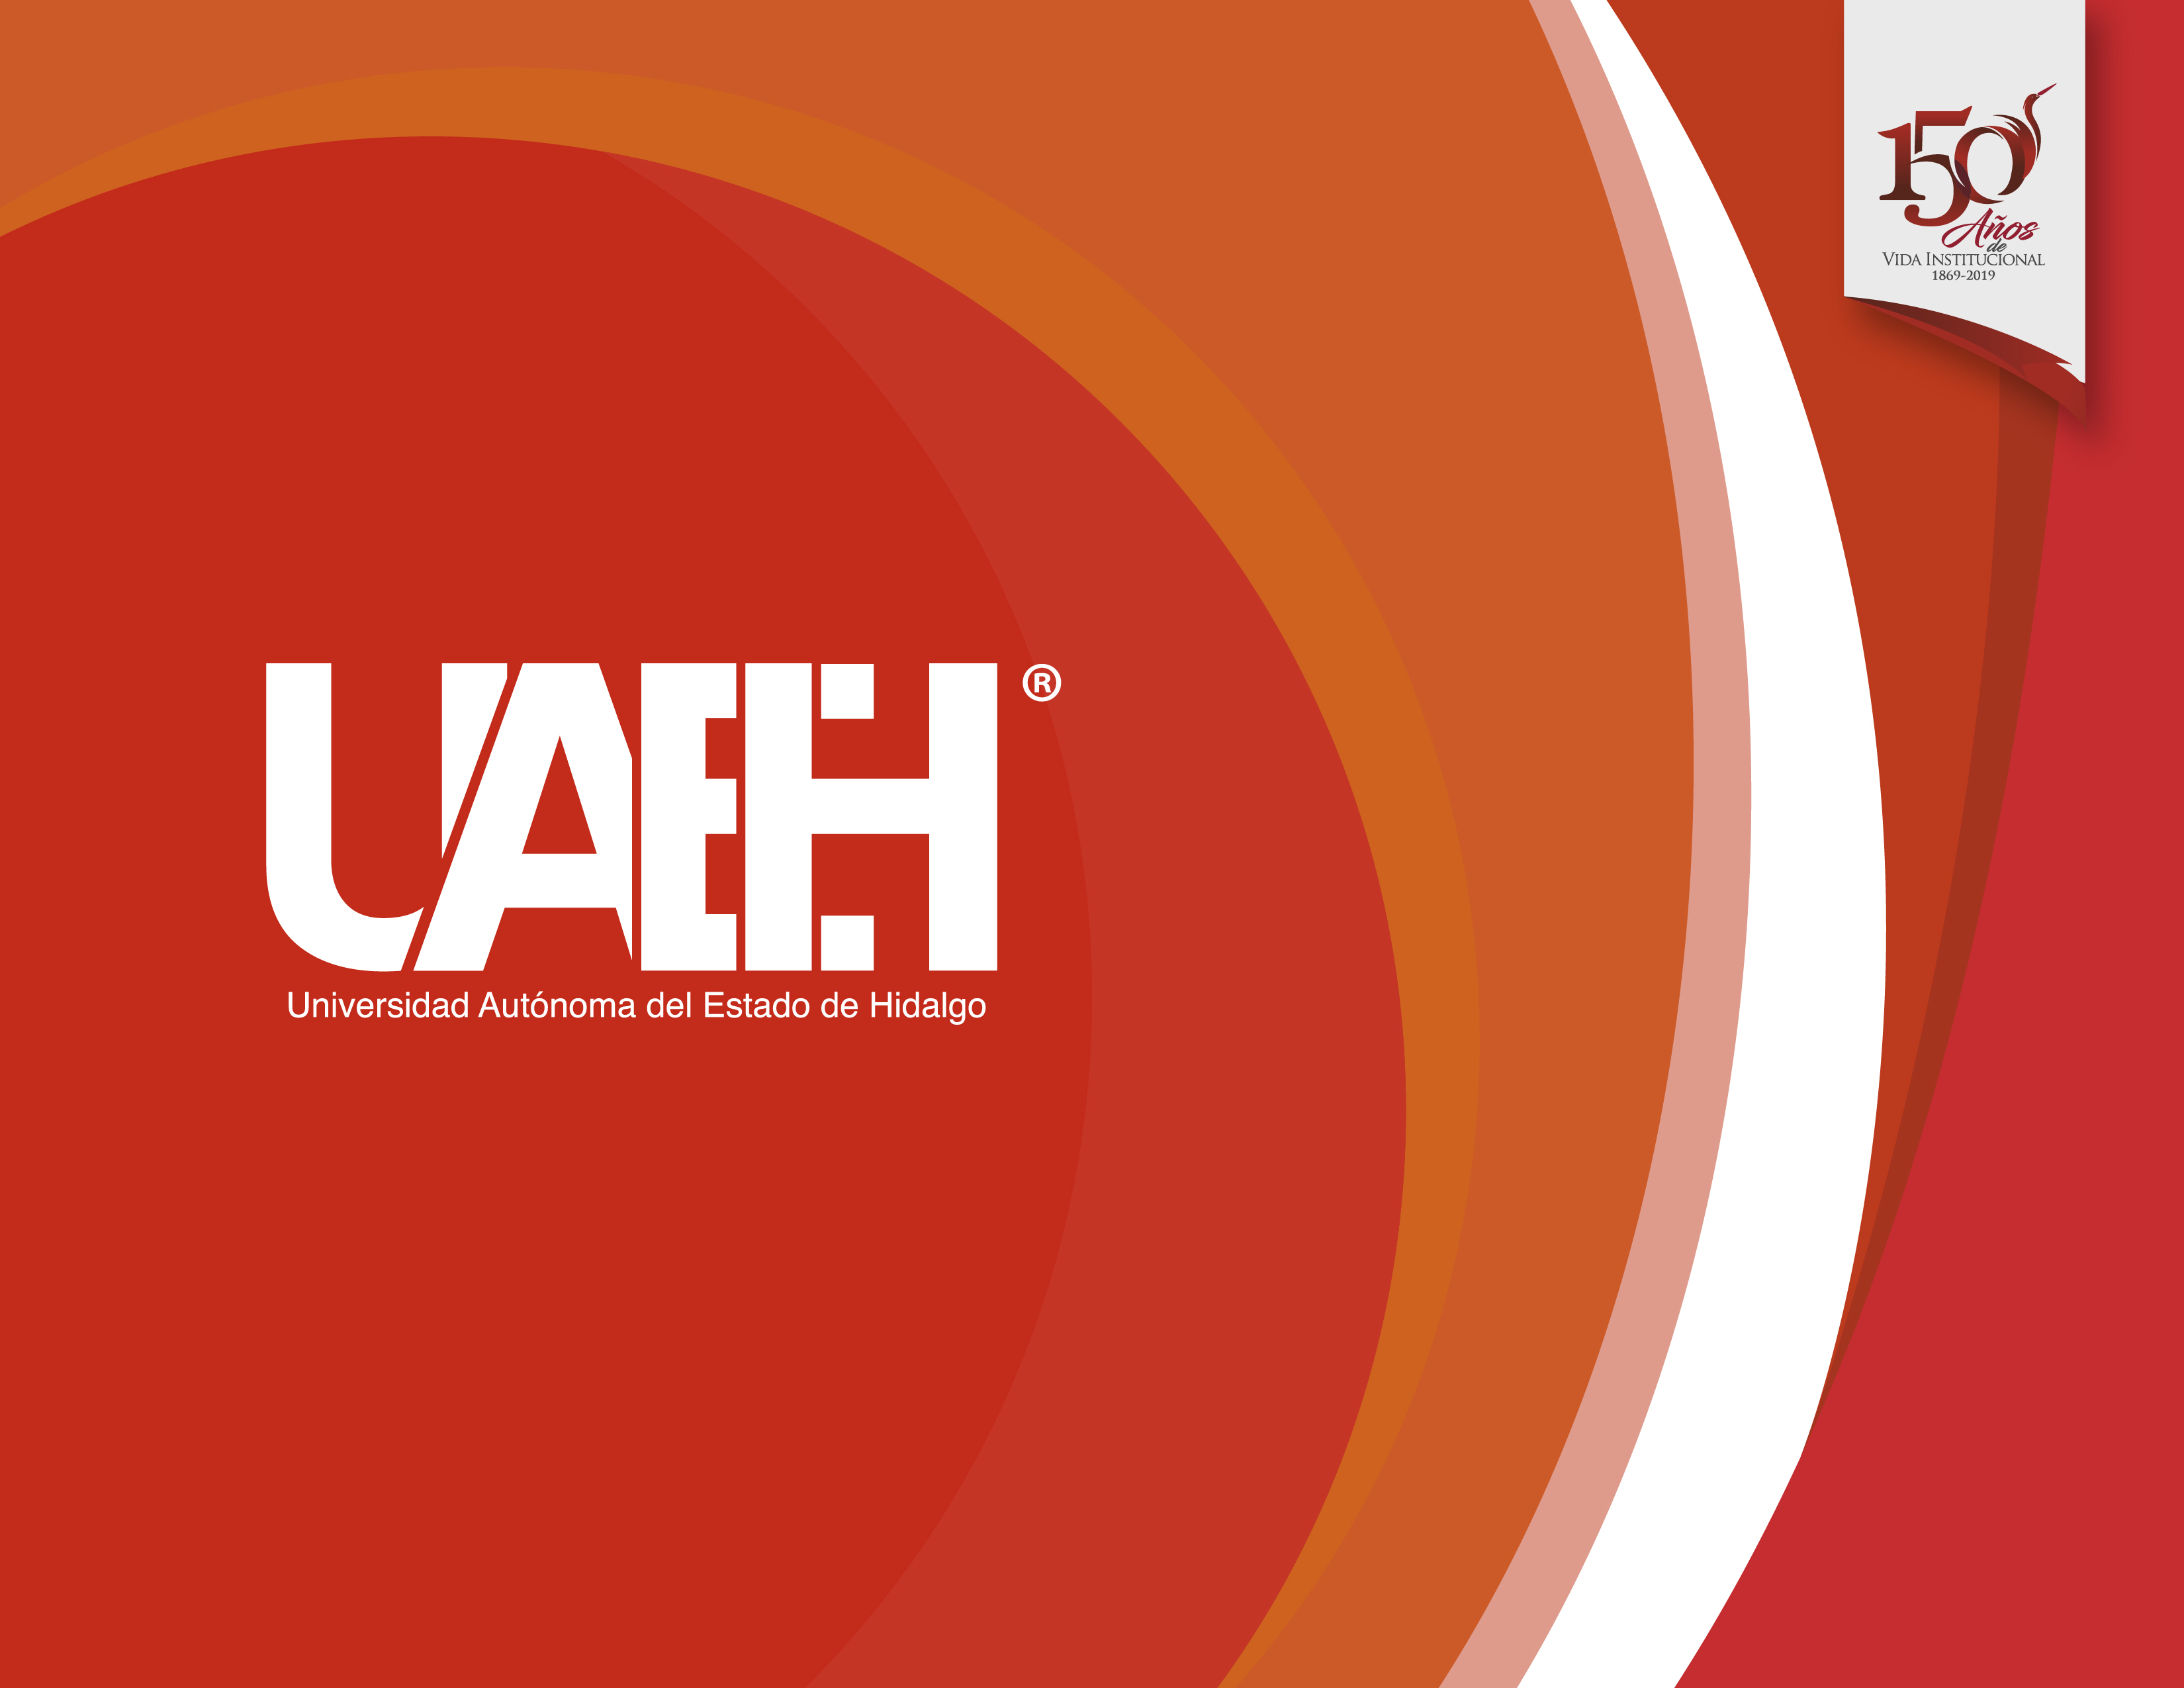 150
Años
de
VIDA INSTITUCIONAL
1869-2019
UAEH®
Universidad Autónoma del Estado de Hidalgo